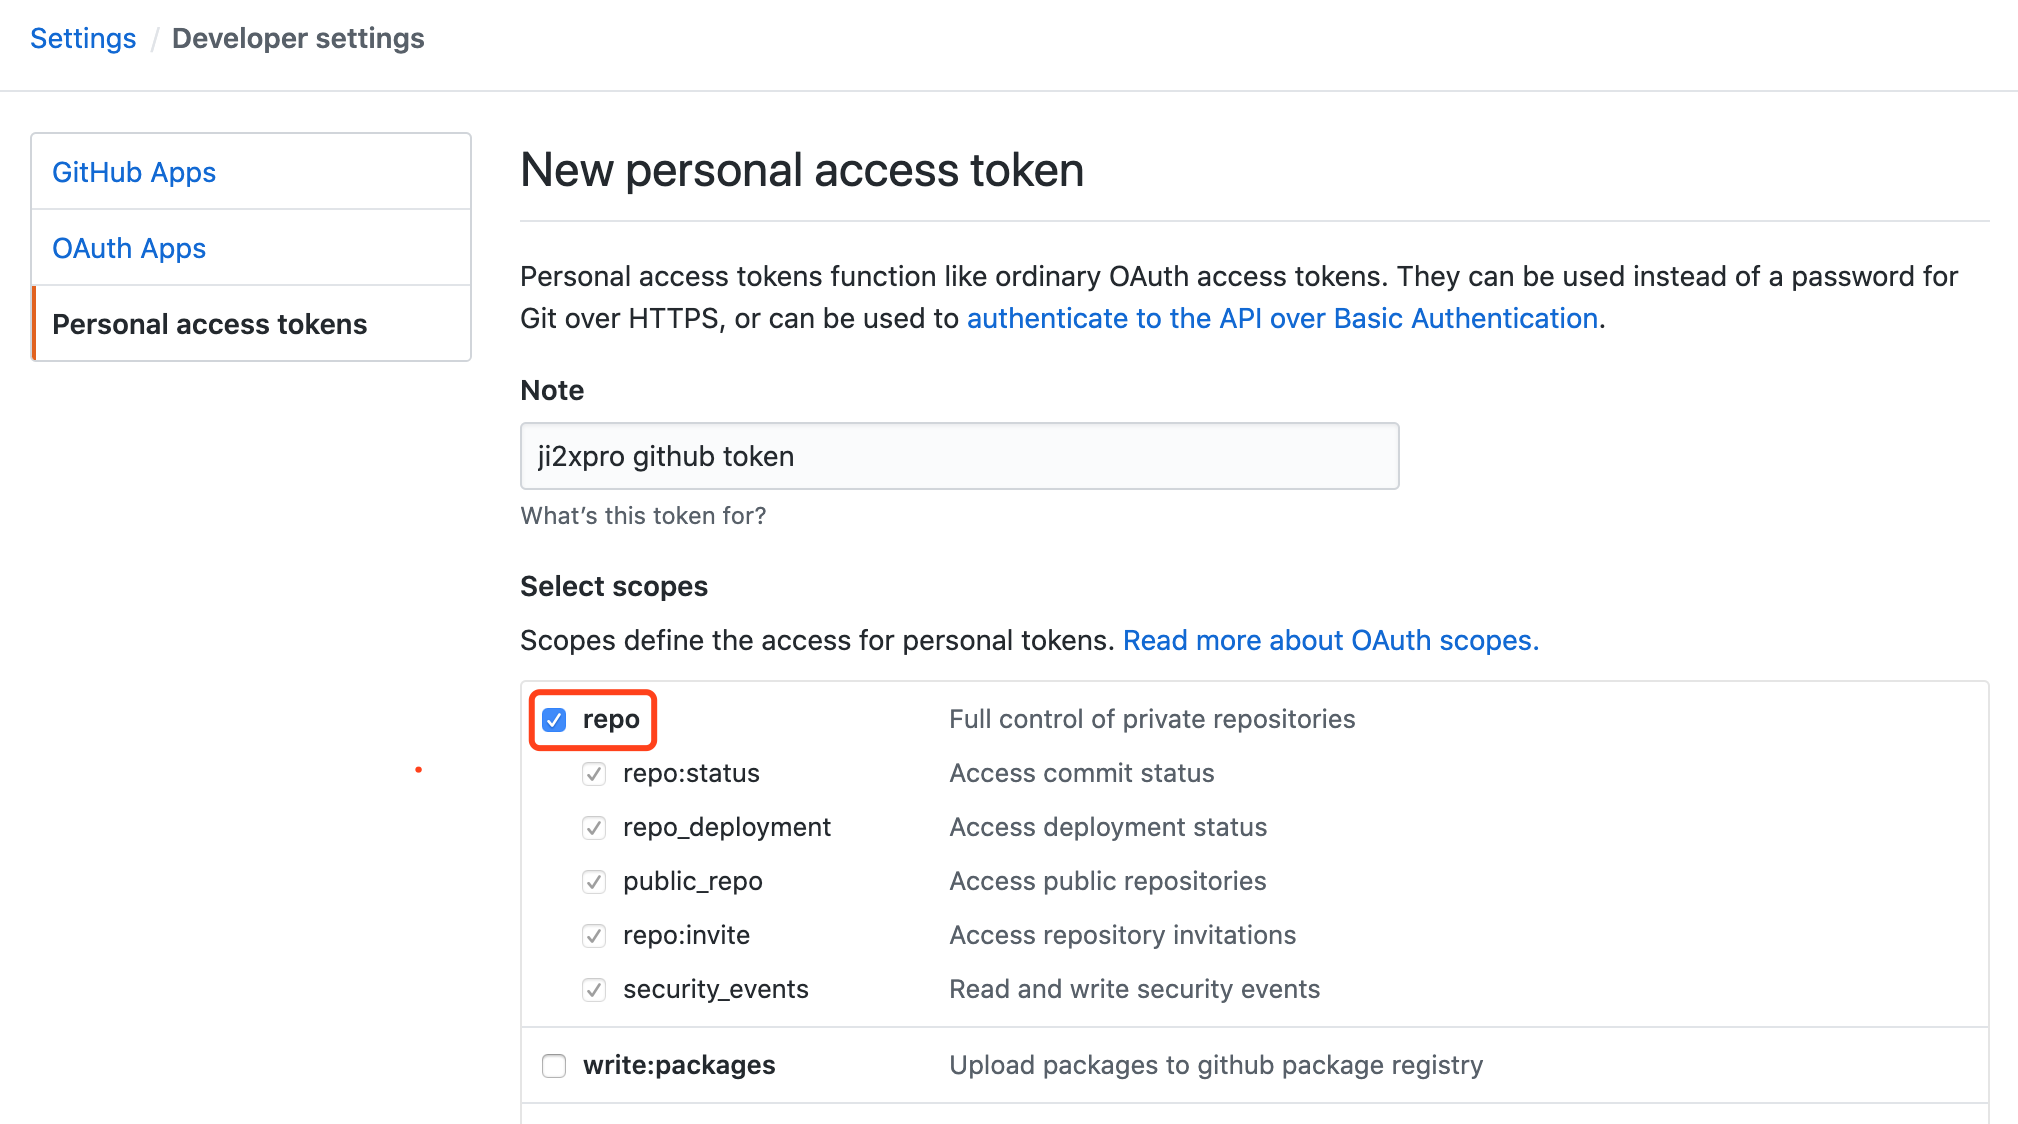 Settings / Developer settings
GitHub Apps
OAuth Apps
Personal access tokens
New personal access token
Personal access tokens function like ordinary OAuth access tokens. They can be used instead of a password for
Git over HTTPS, or can be used to authenticate to the API over Basic Authentication.
Note
ji2xpro github token
What's this token for?
Select scopes
Scopes define the access for personal tokens. Read more about OAuth scopes.
repo Full control of private repositories
repo:status Access commit status
repo_deployment Access deployment status
public_repo Access public repositories
repo:invite Access repository invitations
security_events Read and write security events
write:packages Upload packages to github package registry